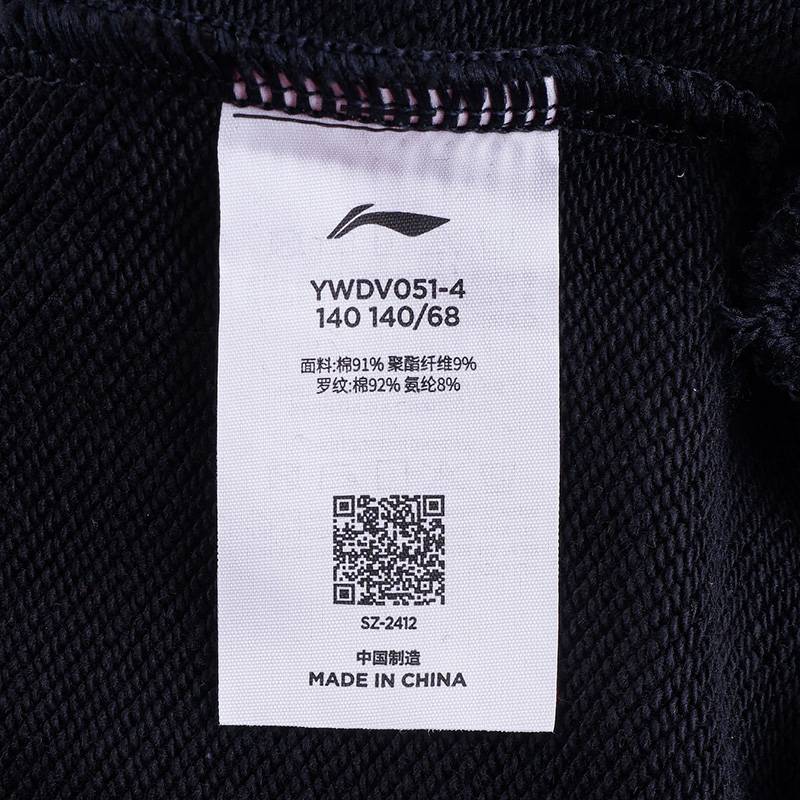 YWDV051-4
140 140/68
面料:棉91% 聚酯纤维9%
罗纹:棉92% 氨纶8%
SZ-2412
中国制造
MADE IN CHINA